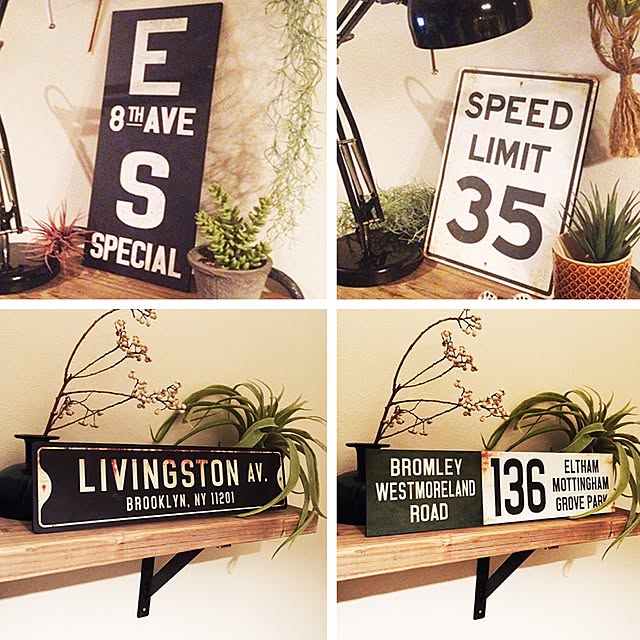 E
8TH AVE
S
SPECIAL
SPEED
LIMIT
35
LIVINGSTON AV.
BROOKLYN, NY 11201
BROMLEY
WESTMORELAND
ROAD
136
ELTHAM
MOTTINGHAM
GROVE PARK